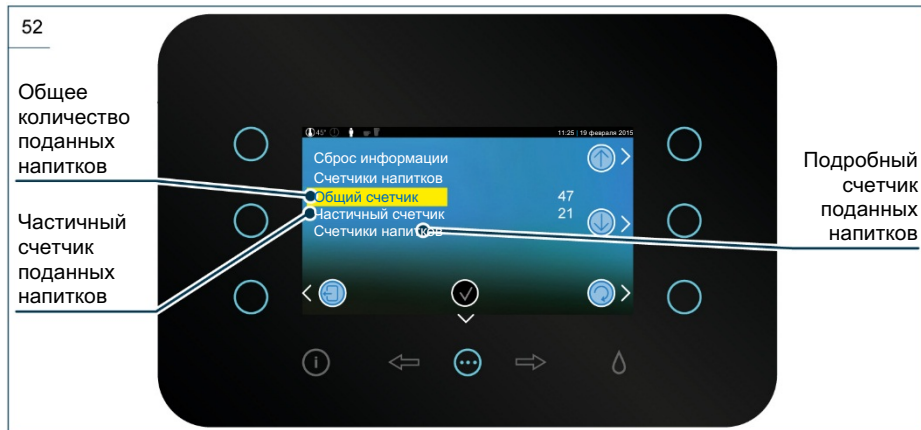 52
Общее
количество
поданных
напитков
Частичный
счетчик
поданных
напитков
45°
11:25 | 19 февраля 2015
Сброс информации
Счетчики напитков
Общий счетчик 47
Частичный счетчик 21
Счетчики напитков
i
Подробный
счетчик
поданных
напитков